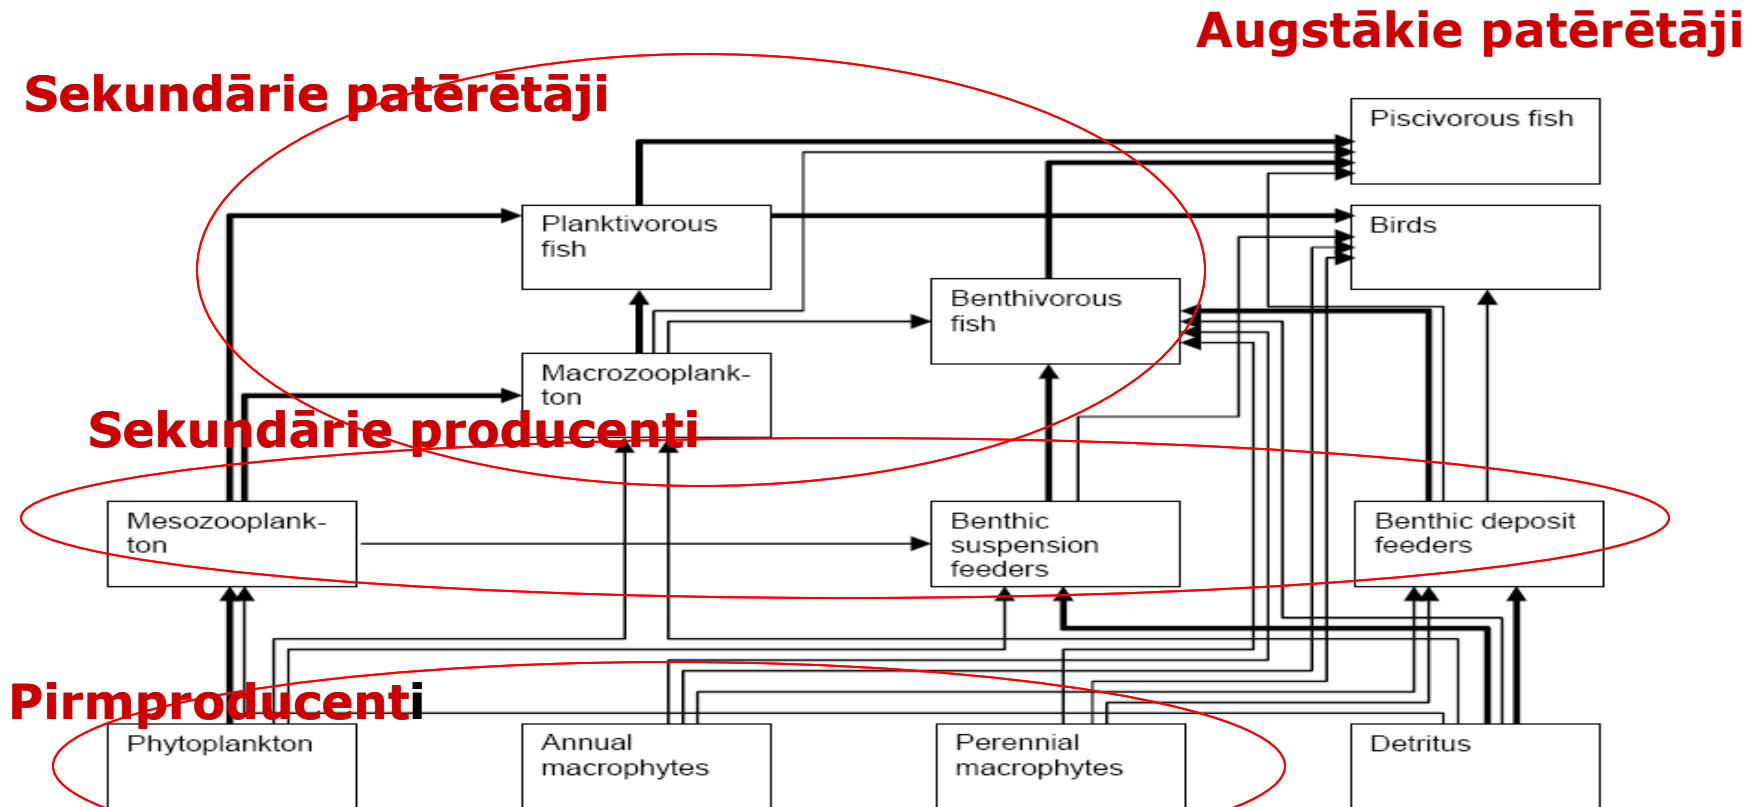 Augstākie patērētāji
Sekundārie patērētāji
Piscivorous fish
Planktivorous
fish
Birds
Benthivorous
fish
Macrozooplank-
ton
Sekundārie producenti
Mesozooplank-
ton
Benthic
suspension
feeders
Benthic deposit
feeders
Pirmproducenti
Phytoplankton
Annual
macrophytes
Perennial
macrophytes
Detritus